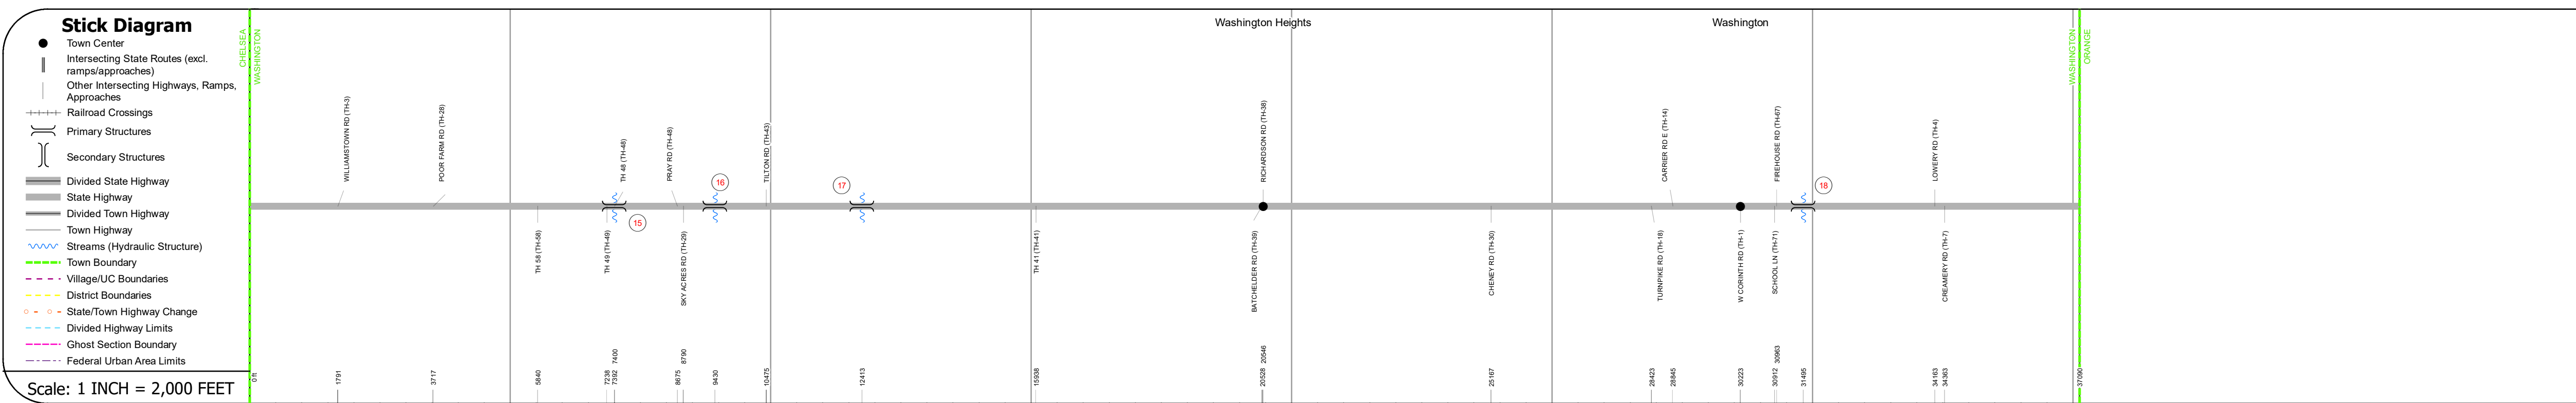 Stick Diagram
Town Center
Intersecting State Routes (excl.
ramps/approaches)
Other Intersecting Highways, Ramps,
Approaches
Railroad Crossings
Primary Structures
Secondary Structures
Divided State Highway
State Highway
Divided Town Highway
Town Highway
Streams (Hydraulic Structure)
Town Boundary
Village/UC Boundaries
District Boundaries
State/Town Highway Change
Divided Highway Limits
Ghost Section Boundary
Federal Urban Area Limits
Scale: 1 INCH = 2,000 FEET
CHELSEA
WASHINGTON
Washington Heights
Washington
WASHINGTON
ORANGE
WILLIAMSTOWN RD (TH-3)
POOR FARM RD (TH-28)
TH 48 (TH-48)
PRAY RD (TH-48)
TILTON RD (TH-43)
RICHARDSON RD (TH-38)
CARRIER RD E (TH-14)
FIREHOUSE RD (TH-67)
LOWERY RD (TH-4)
15
16
17
18
TH 58 (TH-58)
TH 49 (TH-49)
SKY ACRES RD (TH-29)
TH 41 (TH-41)
BATCHELDER RD (TH-39)
CHENEY RD (TH-30)
TURNPIKE RD (TH-18)
W CORINTH RD (TH-1)
SCHOOL LN (TH-71)
CREAMERY RD (TH-7)
0 ft
1791
3717
5840
7238
7392
7400
8675
8790
9430
10475
12413
15938
20528
20546
25167
28423
28845
30223
30912
30963
31495
34163
34363
37090